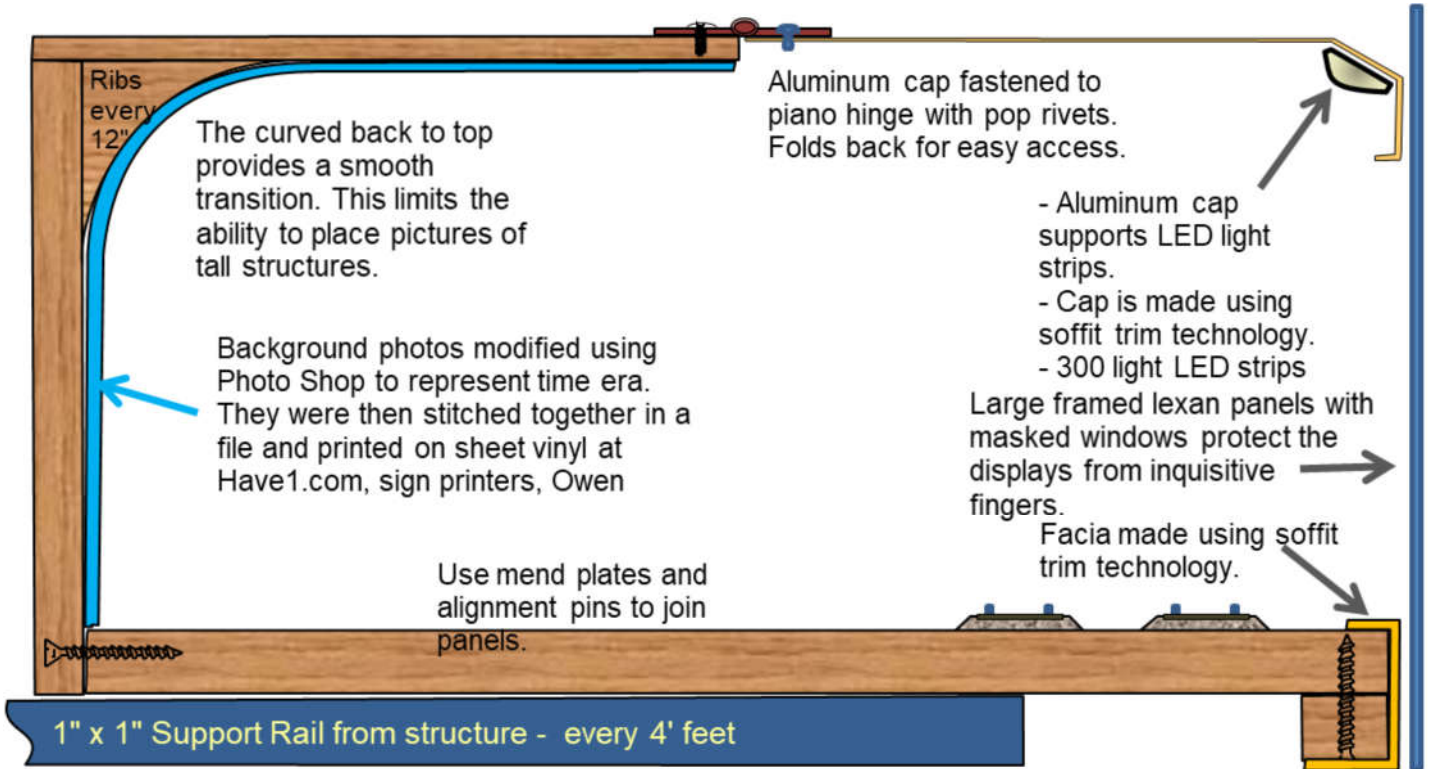 Ribs
every
12"
The curved back to top
provides a smooth
transition. This limits the
ability to place pictures of
tall structures.
Aluminum cap fastened to
piano hinge with pop rivets.
Folds back for easy access.
- Aluminum cap
supports LED light
strips.
- Cap is made using
soffit trim technology.
- 300 light LED strips
Background photos modified using
Photo Shop to represent time era.
They were then stitched together in a
file and printed on sheet vinyl at
Have1.com, sign printers, Owen
Large framed lexan panels with
masked windows protect the
displays from inquisitive
fingers.
Facia made using soffit
trim technology.
Use mend plates and
alignment pins to join
panels.
1" x 1" Support Rail from structure - every 4' feet